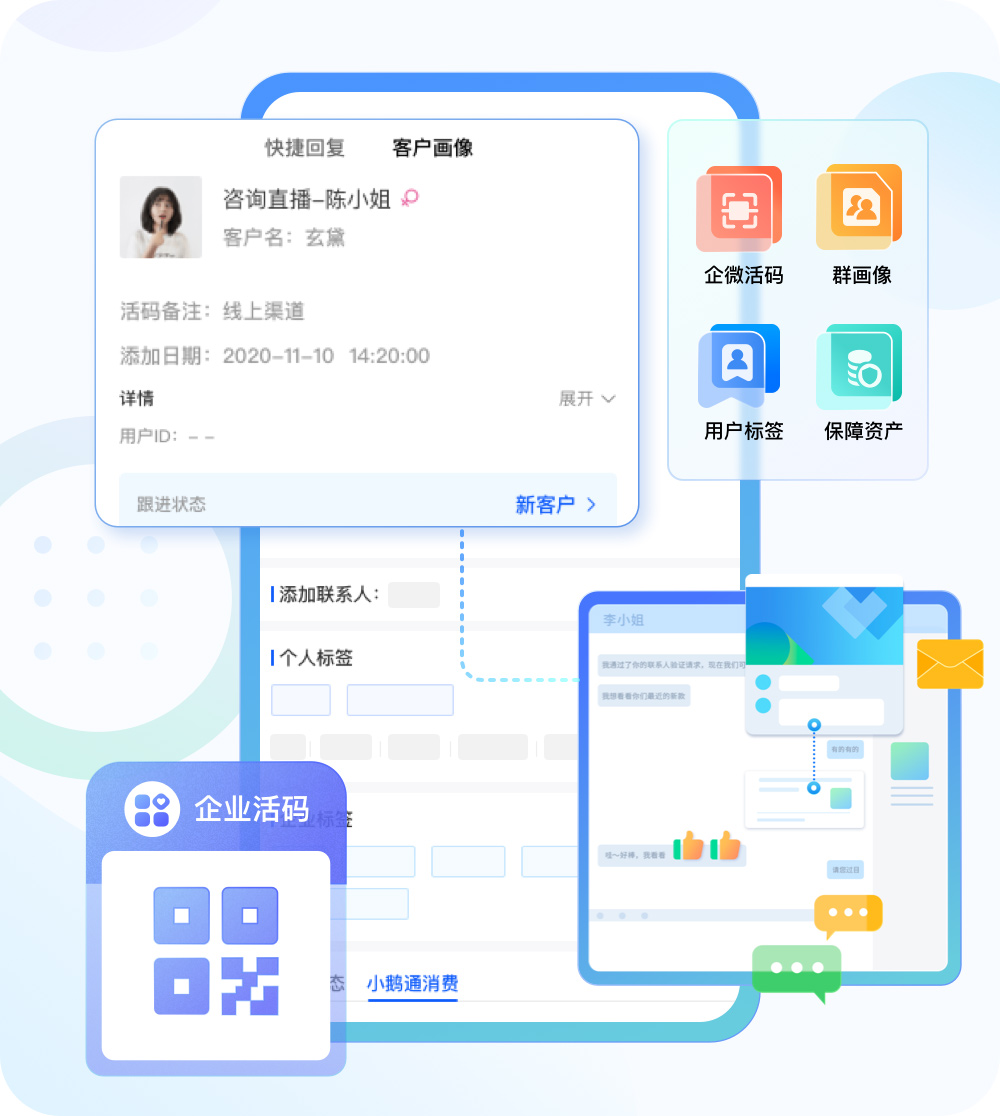 快捷回复
客户画像
咨询直播-陈小姐
客户名：玄黛
活码备注：线上渠道
添加日期：2020-11-10 14:20:00
详情
展开
用户ID：- -
跟进状态
新客户
企微活码
群画像
用户标签
保障资产
添加联系人：
个人标签
企业活码
企业标签
态
小鹅通消费
李小姐
我通过了你的联系人验证请求，现在我们可
我想看看你们最近的新款
有的有的
哇～好棒，我看看
请您过目